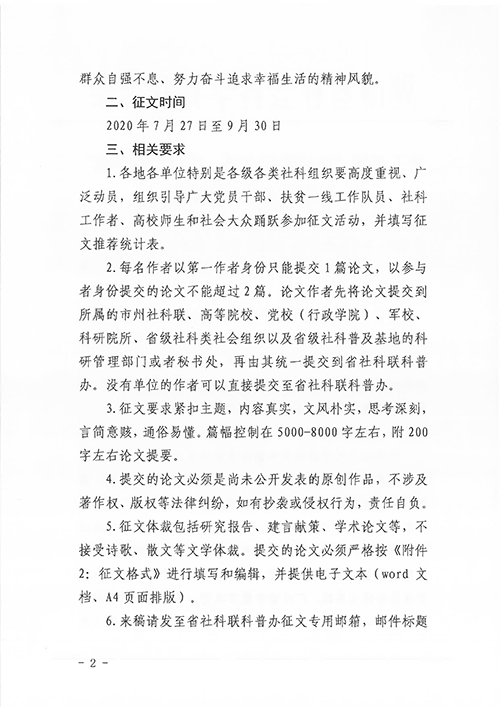 群众自强不息、努力奋斗追求幸福生活的精神风貌。
二、征文时间
2020年7月27日至9月30日
三、相关要求
1.各地各单位特别是各级各类社科组织要高度重视、广
泛动员，组织引导广大党员干部、扶贫一线工作队员、社科
工作者、高校师生和社会大众踊跃参加征文活动，并填写征
文推荐统计表。
2.每名作者以第一作者身份只能提交1篇论文，以参与
者身份提交的论文不能超过2篇。论文作者先将论文提交到
所属的市州社科联、高等院校、党校（行政学院）、军校、
科研院所、省级社科类社会组织以及省级社科普及基地的科
研管理部门或者秘书处，再由其统一提交到省社科联科普
办。没有单位的作者可以直接提交至省社科联科普办。
3.征文要求紧扣主题，内容真实，文风朴实，思考深刻，
言简意赅，通俗易懂。篇幅控制在5000-8000字左右，附200
字左右论文提要。
4.提交的论文必须是尚未公开发表的原创作品，不涉及
著作权、版权等法律纠纷，如有抄袭或侵权行为，责任自负。
5.征文体裁包括研究报告、建言献策、学术论文等，不
接受诗歌、散文等文学体裁。提交的论文必须严格按《附件
2：征文格式》进行填写和编辑，并提供电子文本（word 文
档、A4页面排版）。
6.来稿请发至省社科联科普办征文专用邮箱，邮件标题
- 2 -